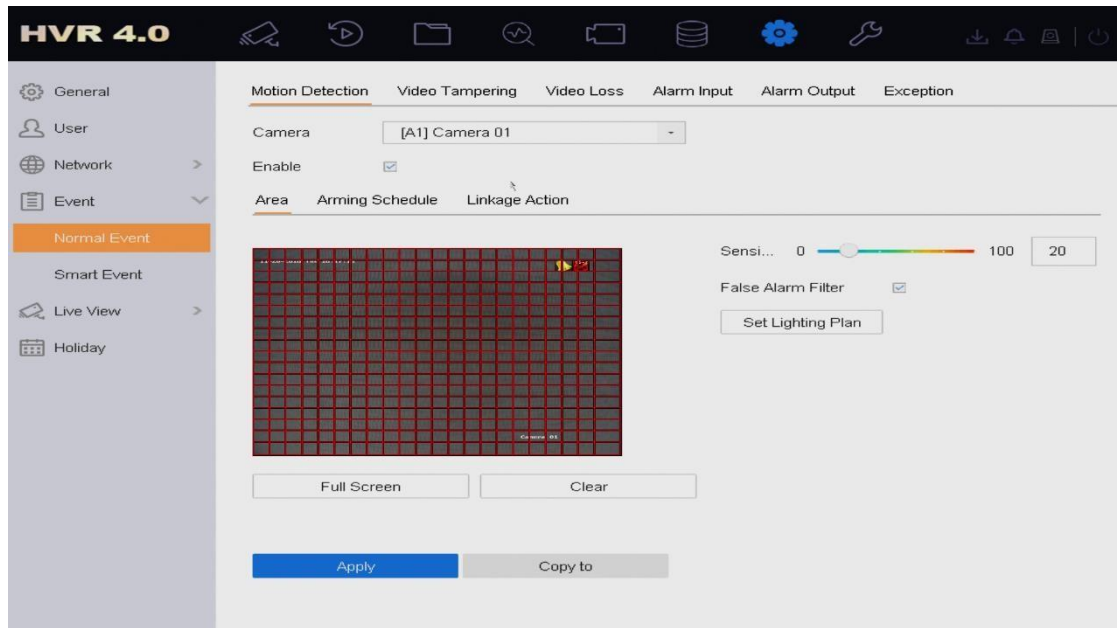 HVR 4.0
General
User
Network
Event
Normal Event
Smart Event
Live View
Holiday
Motion Detection Video Tampering Video Loss Alarm Input Alarm Output Exception
Camera [A1] Camera 01
Enable
Area Arming Schedule Linkage Action
Camera 01
Sensi... 0 100 20
False Alarm Filter
Set Lighting Plan
Full Screen Clear
Apply Copy to